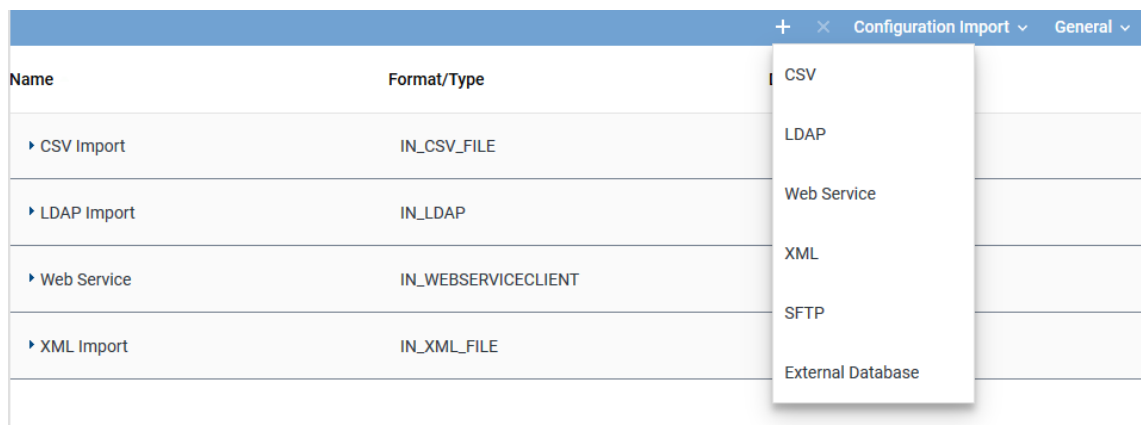 + × Configuration Import General
Name Format/Type
CSV
CSV Import IN_CSV_FILE
LDAP
LDAP Import IN_LDAP
Web Service
XML
Web Service IN_WEBSERVICECLIENT
SFTP
XML Import IN_XML_FILE
External Database